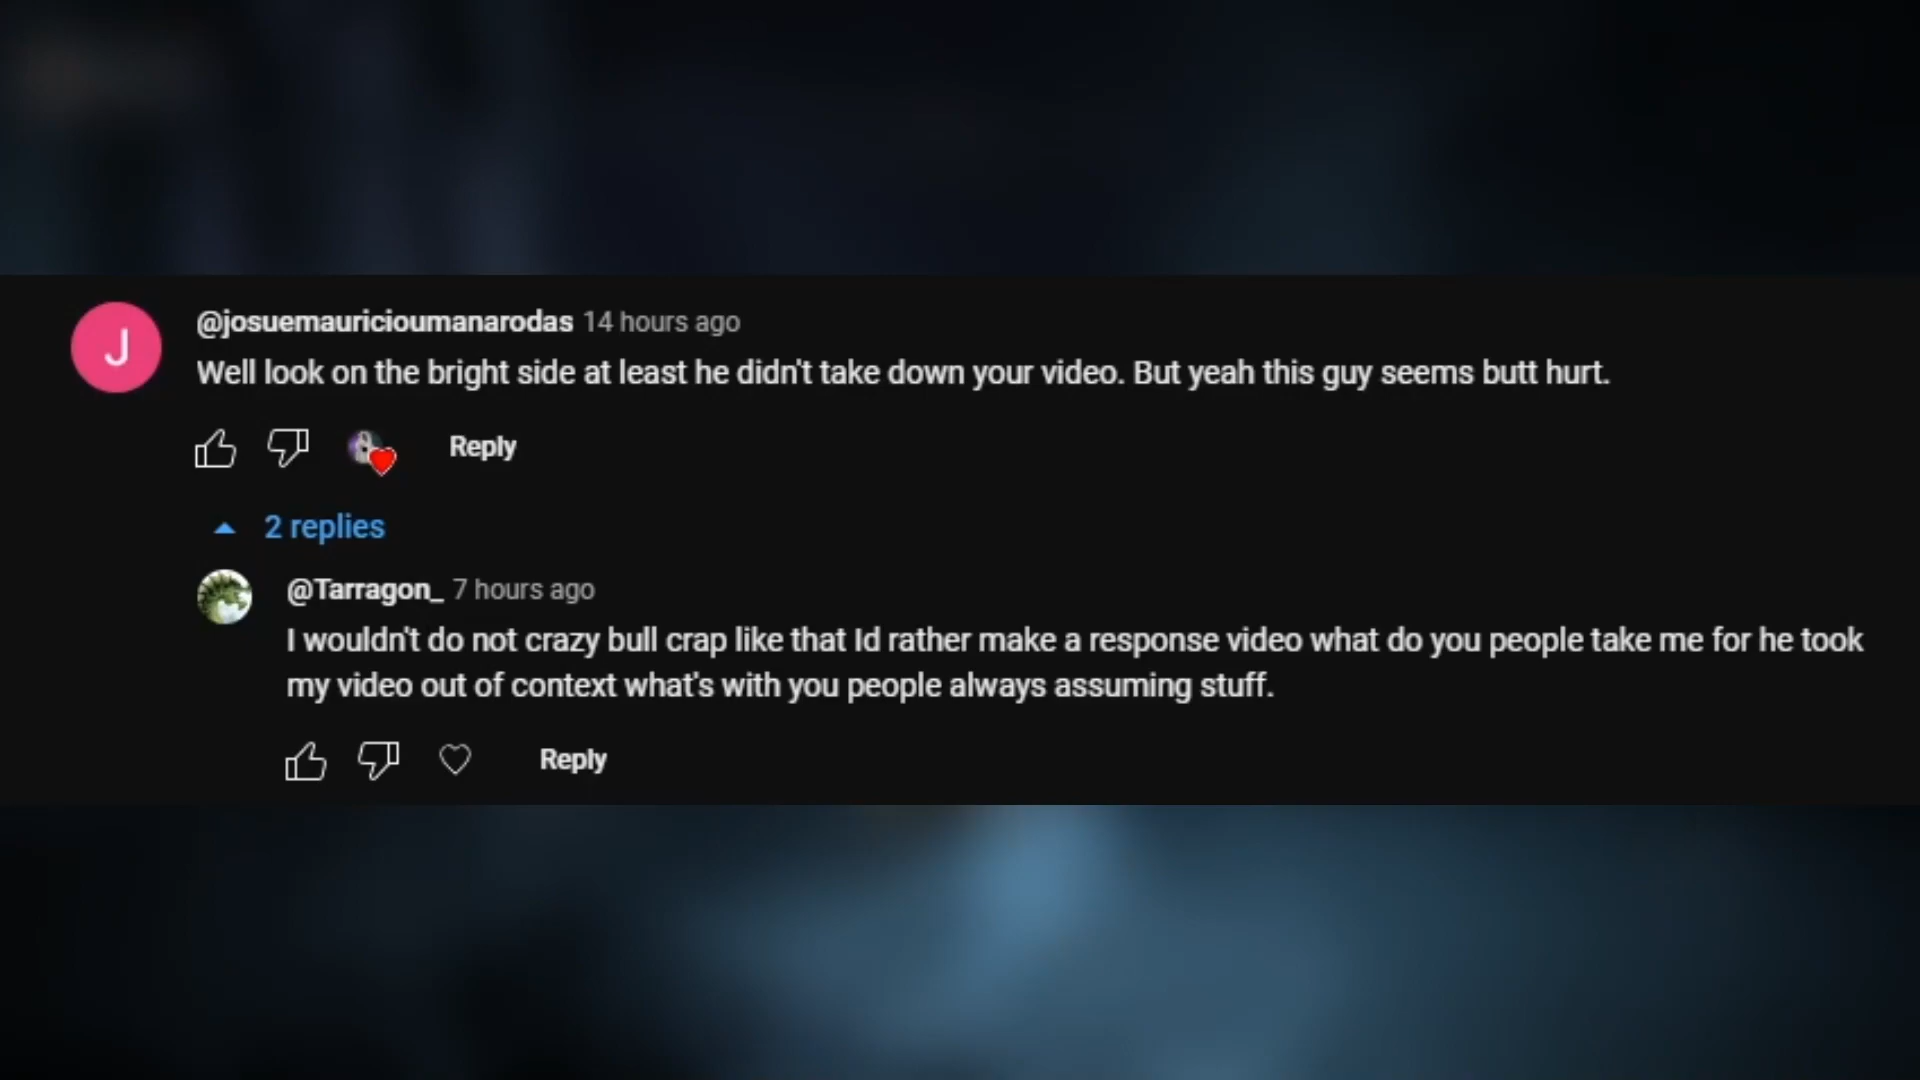 J
@josuemauricioumanarodas 14 hours ago
Well look on the bright side at least he didn't take down your video. But yeah this guy seems butt hurt.
Reply
2 replies
@Tarragon_ 7 hours ago
I wouldn't do not crazy bull crap like that Id rather make a response video what do you people take me for he took
my video out of context what's with you people always assuming stuff.
Reply